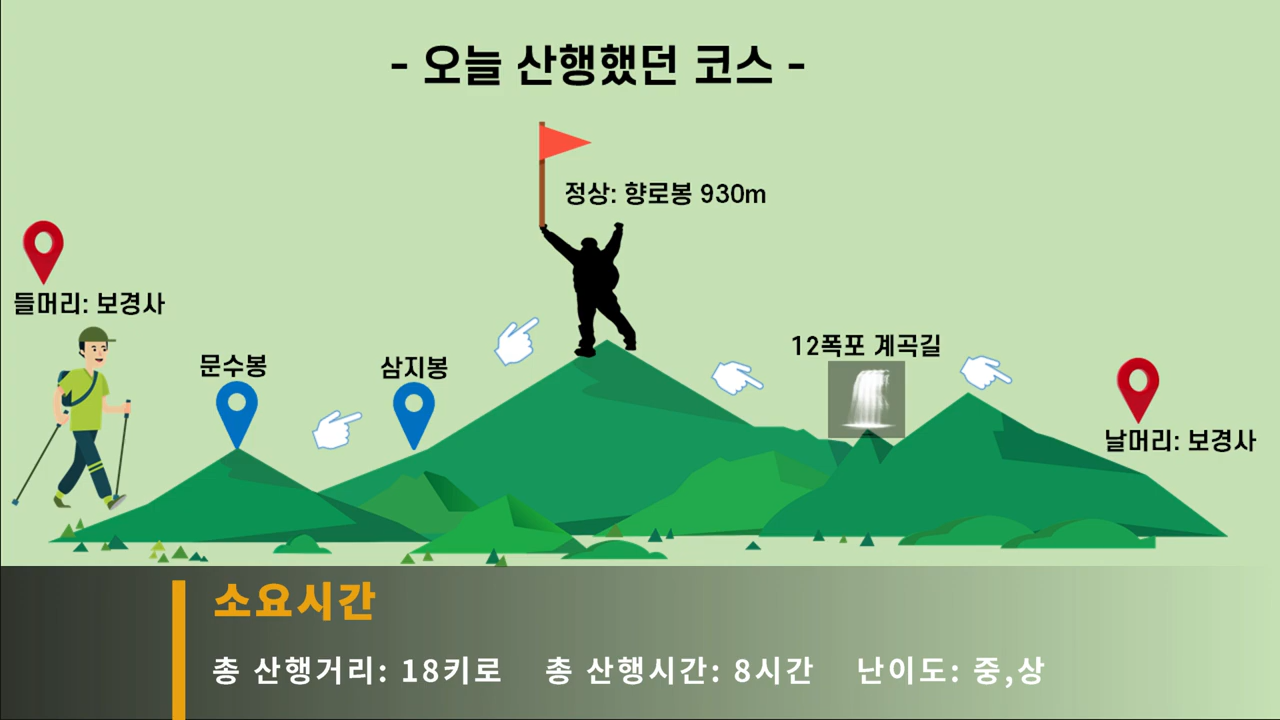 - 오늘 산행했던 코스 -
정상: 향로봉 930m
들머리: 보경사
문수봉
삼지봉
12폭포 계곡길
날머리: 보경사
소요시간
총 산행거리: 18키로 총 산행시간: 8시간 난이도: 중,상